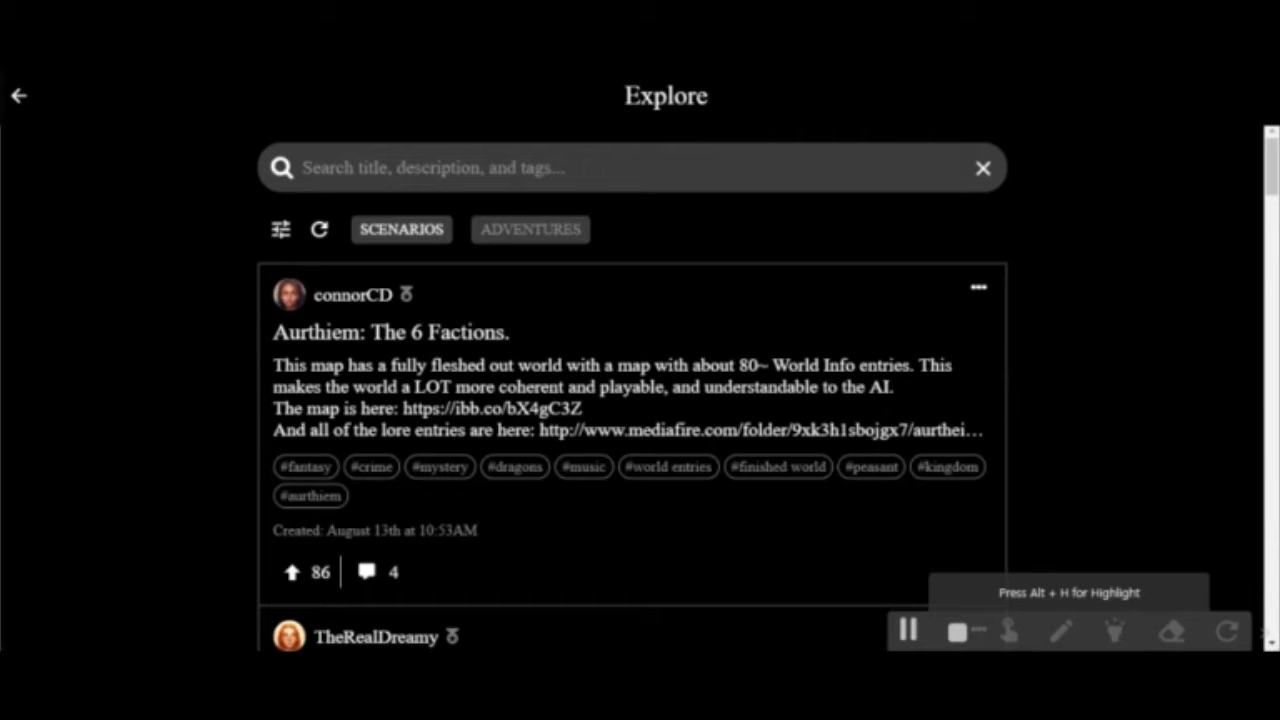 Explore
Search title, description, and tags...
SCENARIOS ADVENTURES
connorCD
Aurthiem: The 6 Factions.
This map has a fully fleshed out world with a map with about 80~ World Info entries. This
makes the world a LOT more coherent and playable, and understandable to the AI.
The map is here: https://ibb.co/bX4gC3Z
And all of the lore entries are here: http://www.mediafire.com/folder/9xk3h1sbojgx7/aurthei...
#fantasy #crime #mystery #dragons #music #world entries #finished world #peasant #kingdom
#aurthiem
Created: August 13th at 10:53AM
86 4
Press Alt + H for Highlight
TheRealDreamy